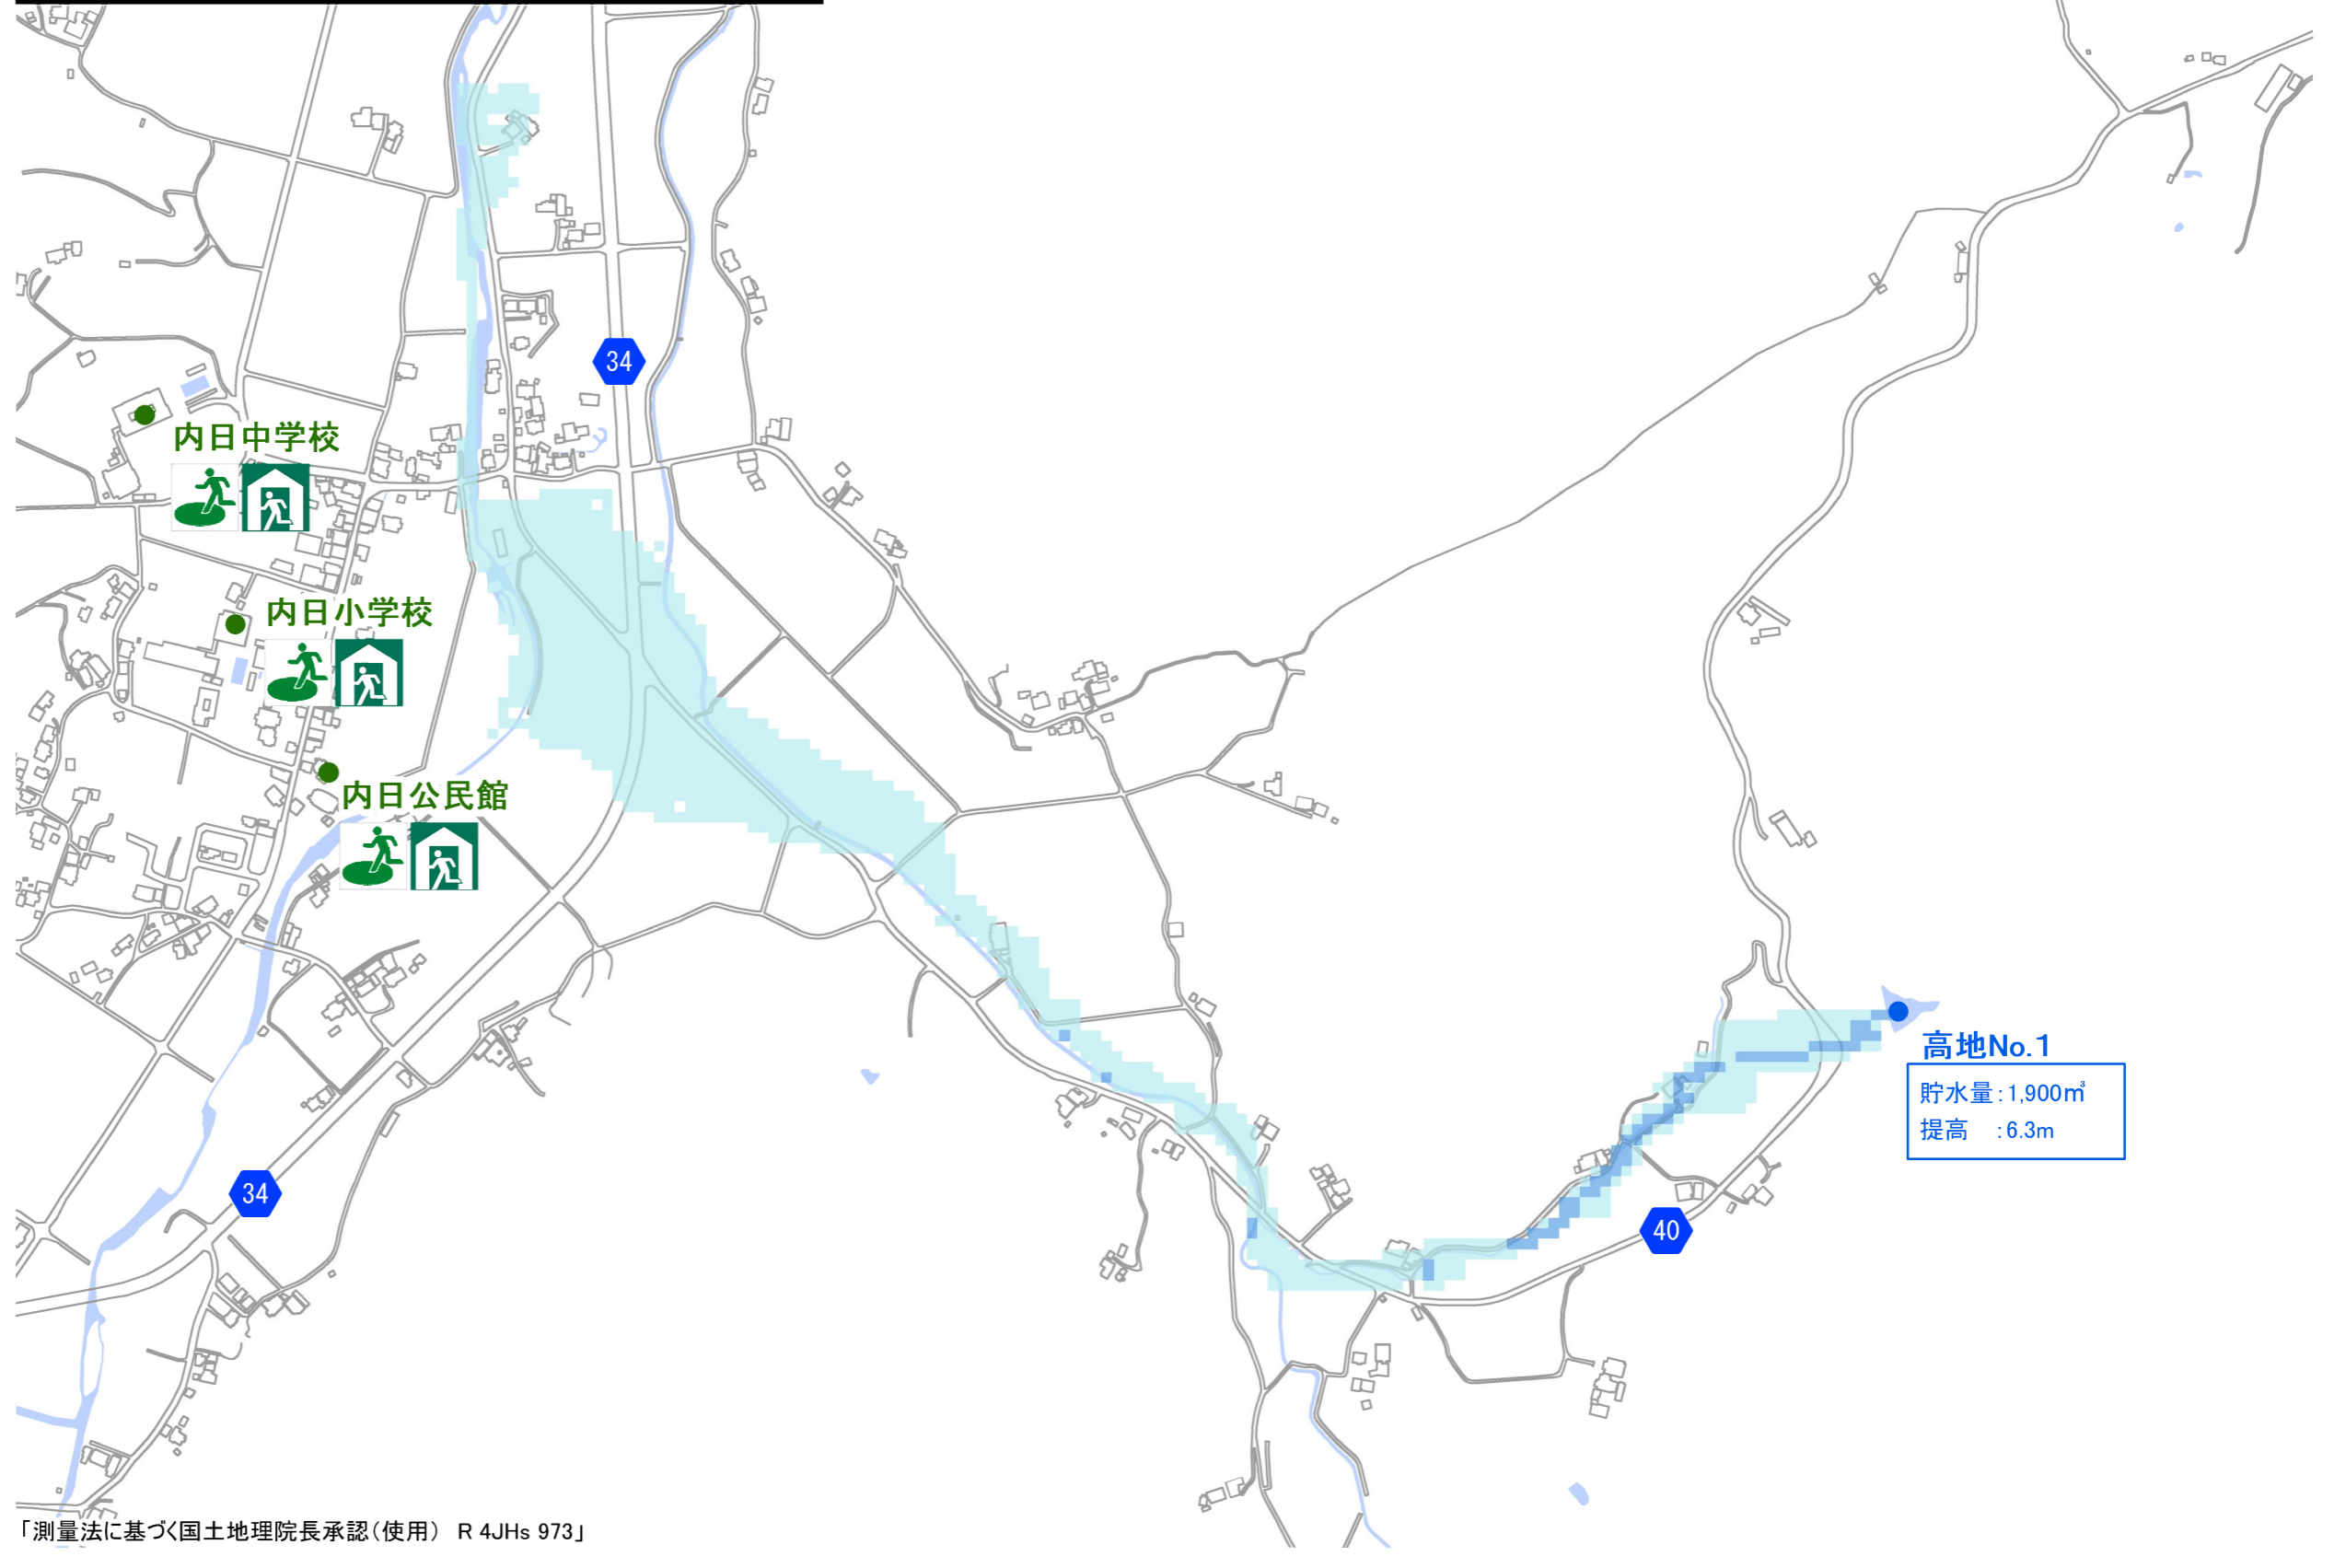 34
内日中学校
内日小学校
内日公民館
高地No.1
貯水量:1,900㎥
提高 :6.3m
34
40
「測量法に基づく国土地理院長承認(使用) R 4JHs 973」